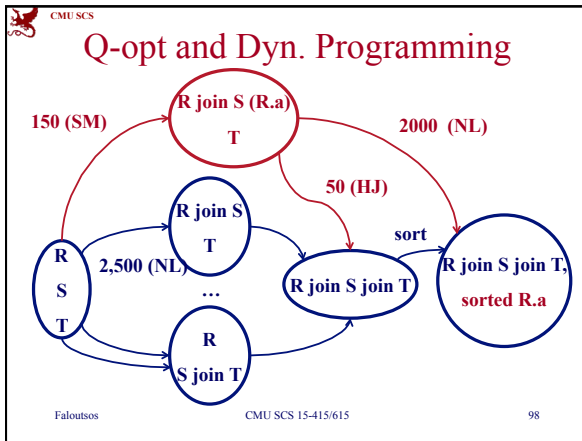 CMU SCS
Q-opt and Dyn. Programming
150 (SM)
R join S (R.a)
T
2000 (NL)
50 (HJ)
R join S
T
sort
R
S
T
2,500 (NL)
...
R join S join T
R join S join T,
sorted R.a
R
S join T
Faloutsos
CMU SCS 15-415/615
98